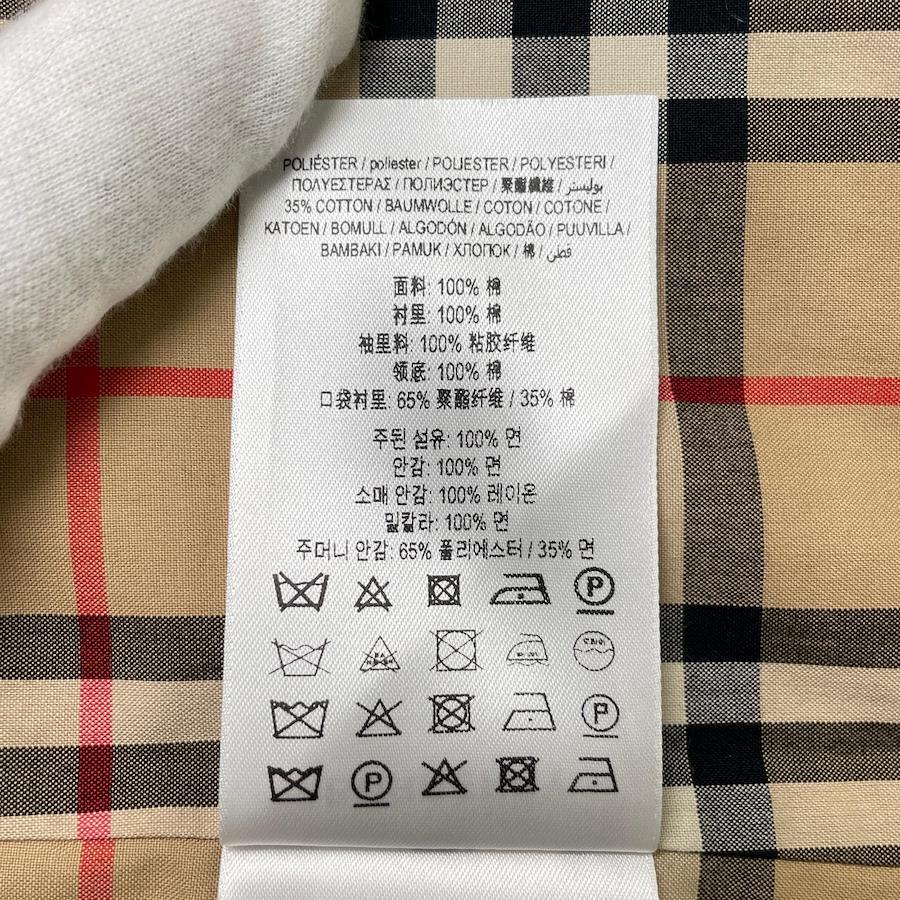 POLIÉSTER / poliester / POLIESTER / POLYESTERI /
ΠΟΛΥΕΣΤΕΡΑΣ / ПОЛИЭСТЕР / 聚酯纖維 / بوليستر
35% COTTON / BAUMWOLLE / COTON / COTONE /
KATOEN / BOMULL / ALGODÓN / ALGODÃO / PUUVILLA /
BAMBAKI / PAMUK / ХЛОПОК / 棉 / قطن
面料: 100% 棉
衬里: 100% 棉
袖里料: 100% 粘胶纤维
领底: 100% 棉
口袋衬里: 65% 聚酯纤维 / 35% 棉
주된 섬유: 100% 면
안감: 100% 면
소매 안감: 100% 레이온
밑칼라: 100% 면
주머니 안감: 65% 폴리에스터 / 35% 면
P
P
P